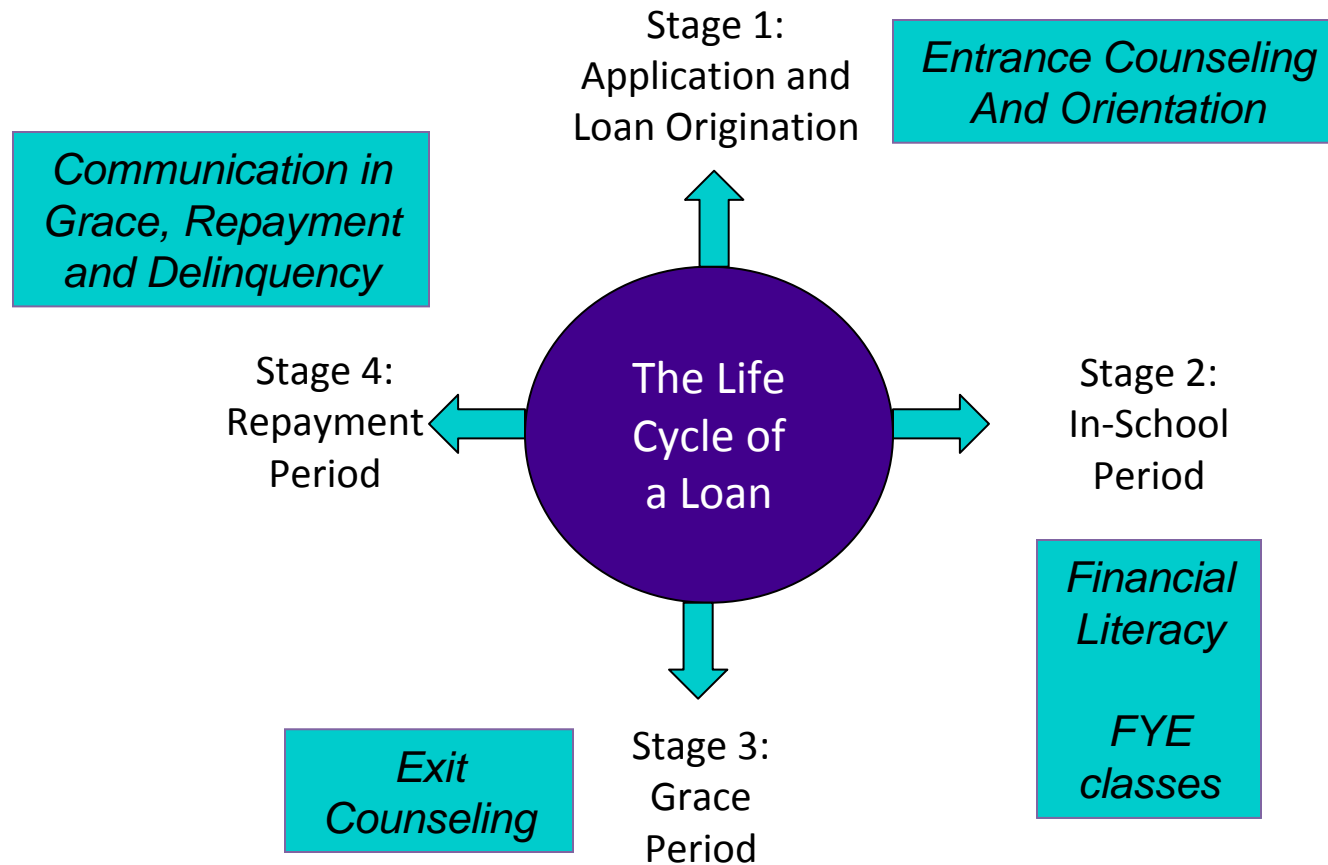 Stage 1:
Application and
Loan Origination
Entrance Counseling
And Orientation
Communication in
Grace, Repayment
and Delinquency
The Life
Cycle of
a Loan
Stage 4:
Repayment
Period
Stage 2:
In-School
Period
Financial
Literacy
FYE
classes
Exit
Counseling
Stage 3:
Grace
Period